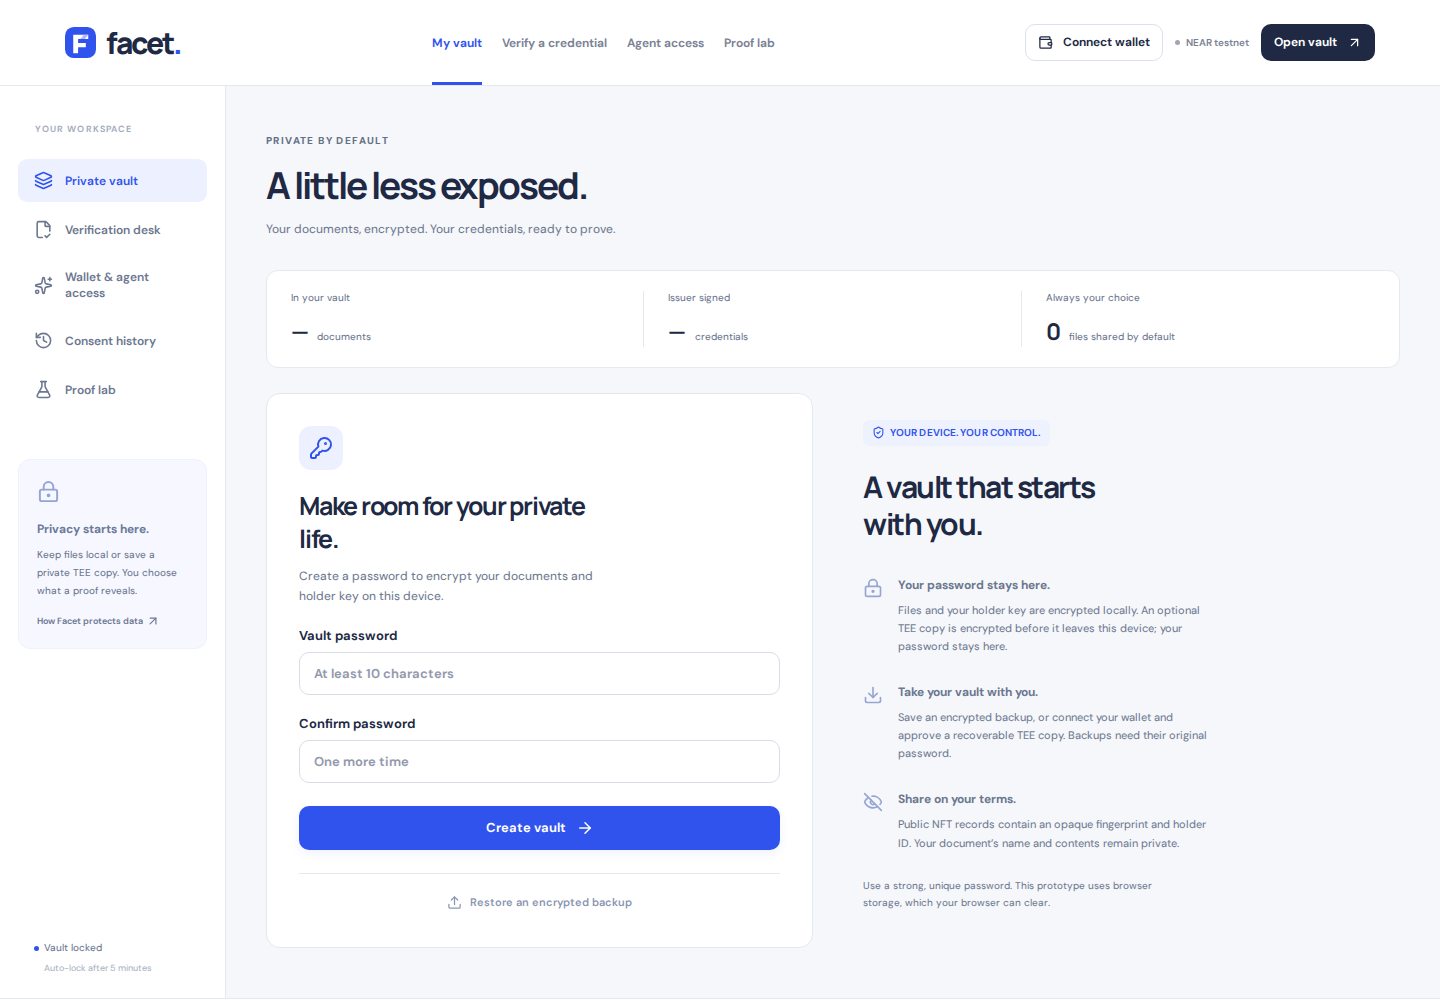 facet.
My vault
Verify a credential
Agent access
Proof lab
Connect wallet
NEAR testnet
Open vault
YOUR WORKSPACE
Private vault
Verification desk
Wallet & agent
access
Consent history
Proof lab
Privacy starts here.
Keep files local or save a
private TEE copy. You choose
what a proof reveals.
How Facet protects data
Vault locked
Auto-lock after 5 minutes
PRIVATE BY DEFAULT
A little less exposed.
Your documents, encrypted. Your credentials, ready to prove.
In your vault
— documents
Issuer signed
— credentials
Always your choice
0 files shared by default
Make room for your private
life.
Create a password to encrypt your documents and
holder key on this device.
Vault password
At least 10 characters
Confirm password
One more time
Create vault
Restore an encrypted backup
YOUR DEVICE. YOUR CONTROL.
A vault that starts
with you.
Your password stays here.
Files and your holder key are encrypted locally. An optional
TEE copy is encrypted before it leaves this device; your
password stays here.
Take your vault with you.
Save an encrypted backup, or connect your wallet and
approve a recoverable TEE copy. Backups need their original
password.
Share on your terms.
Public NFT records contain an opaque fingerprint and holder
ID. Your document's name and contents remain private.
Use a strong, unique password. This prototype uses browser
storage, which your browser can clear.